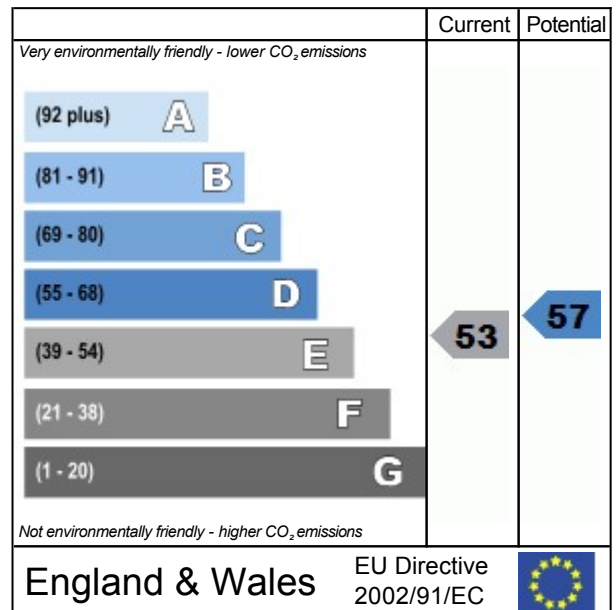 Current Potential
Very environmentally friendly - lower CO₂ emissions
(92 plus) A
(81 - 91) B
(69 - 80) C
(55 - 68) D
(39 - 54) E
(21 - 38) F
(1 - 20) G
53
57
Not environmentally friendly - higher CO₂ emissions
England & Wales
EU Directive
2002/91/EC